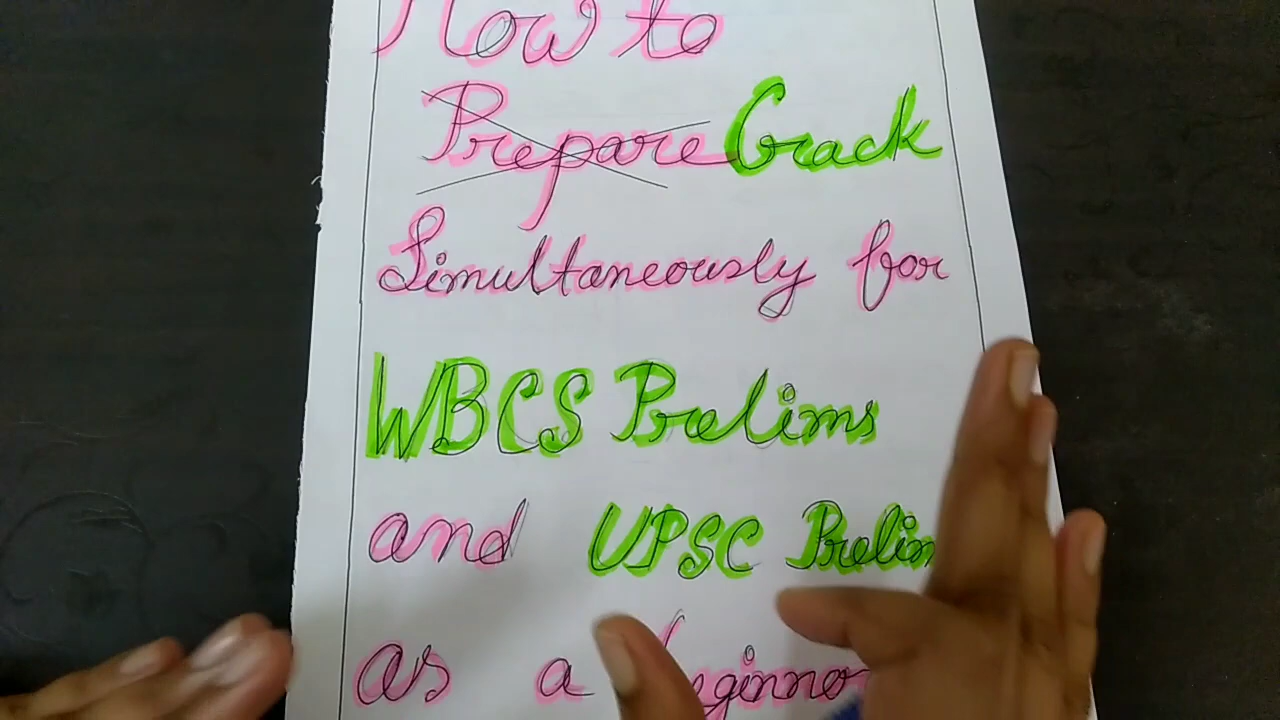 How to
Prepare Crack
Simultaneously for
WBCS Prelims
and UPSC Prelim
as a